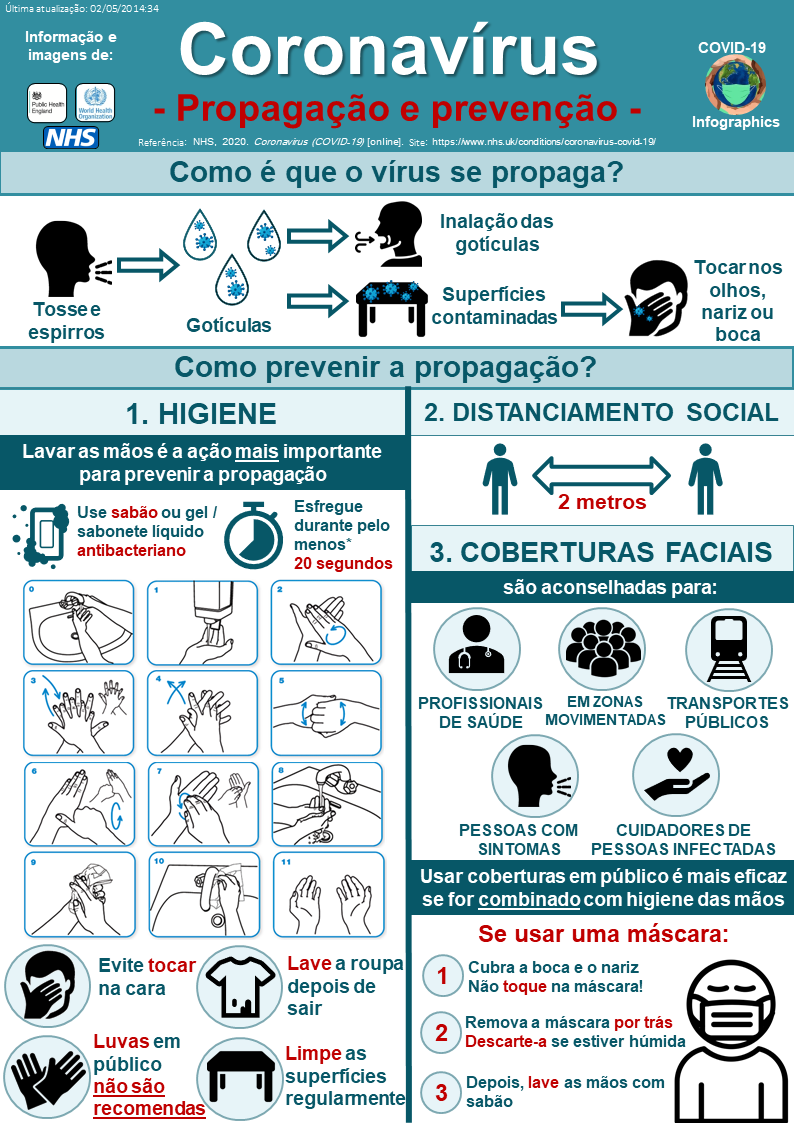 Última atualização: 02/05/2014:34
Informação e
imagens de:
Public Health
England
World Health
Organization
NHS
Coronavírus
- Propagação e prevenção -
Referência: NHS, 2020. Coronavirus (COVID-19) [online]. Site: https://www.nhs.uk/conditions/coronavirus-covid-19/
COVID-19
Infographics
Como é que o vírus se propaga?
Tosse e
espirros
Gotículas
Inalação das
gotículas
Superfícies
contaminadas
Tocar nos
olhos,
nariz ou
boca
Como prevenir a propagação?
1. HIGIENE
Lavar as mãos é a ação mais importante
para prevenir a propagação
Use sabão ou gel /
sabonete líquido
antibacteriano
Esfregue
durante pelo
menos*
20 segundos
0
1
2
3
4
5
6
7
8
9
10
11
Evite tocar
na cara
Lave a roupa
depois de
sair
Luvas em
público
não são
recomendas
Limpe as
superfícies
regularmente
2. DISTANCIAMENTO SOCIAL
2 metros
3. COBERTURAS FACIAIS
são aconselhadas para:
PROFISSIONAIS
DE SAÚDE
EM ZONAS
MOVIMENTADAS
TRANSPORTES
PÚBLICOS
PESSOAS COM
SINTOMAS
CUIDADORES DE
PESSOAS INFECTADAS
Usar coberturas em público é mais eficaz
se for combinado com higiene das mãos
Se usar uma máscara:
1
Cubra a boca e o nariz
Não toque na máscara!
2
Remova a máscara por trás
Descarte-a se estiver húmida
3
Depois, lave as mãos com
sabão